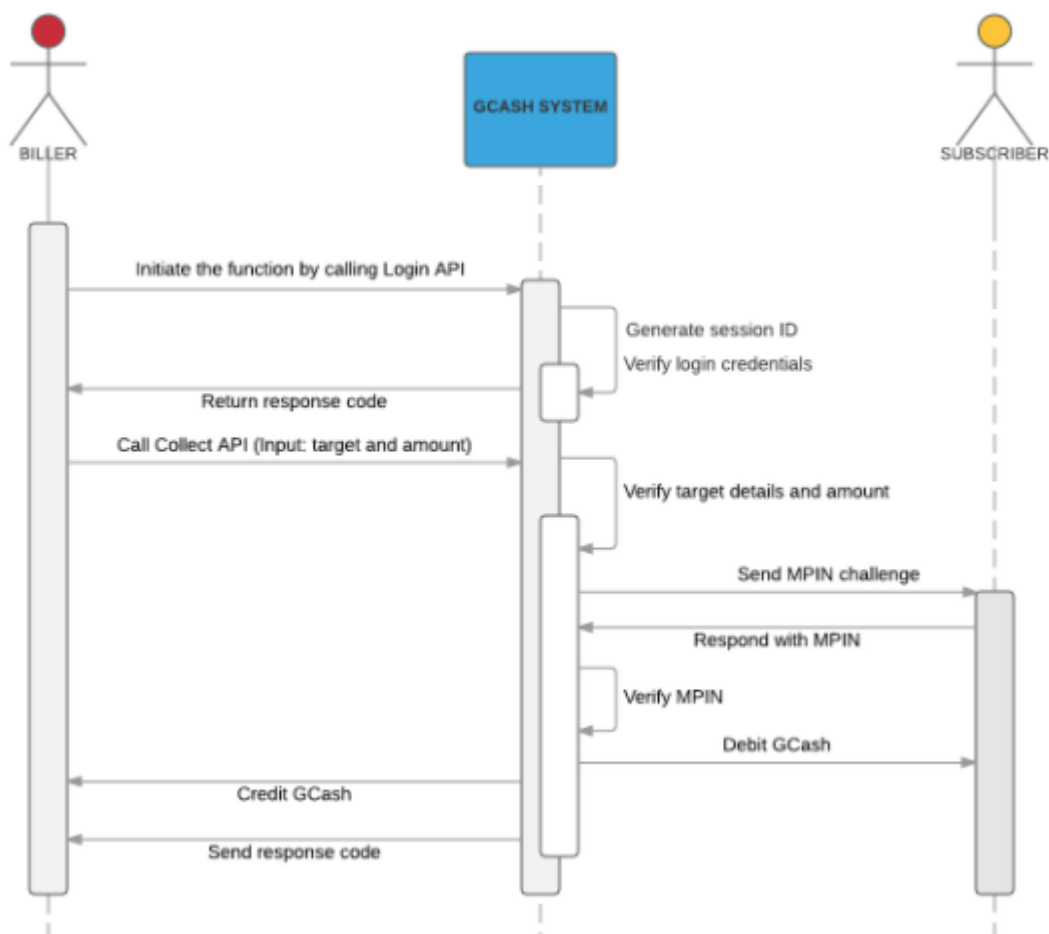 GCASH SYSTEM
BILLER
SUBSCRIBER
Initiate the function by calling Login API
Generate session ID
Verify login credentials
Return response code
Call Collect API (Input: target and amount)
Verify target details and amount
Send MPIN challenge
Respond with MPIN
Verify MPIN
Debit GCash
Credit GCash
Send response code